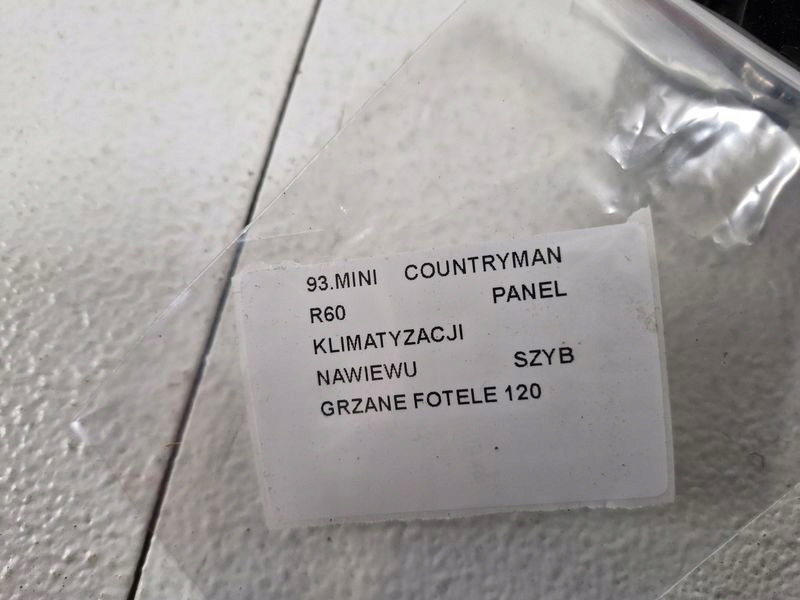 93.MINI COUNTRYMAN
R60 PANEL
KLIMATYZACJI
NAWIEWU SZYB
GRZANE FOTELE 120